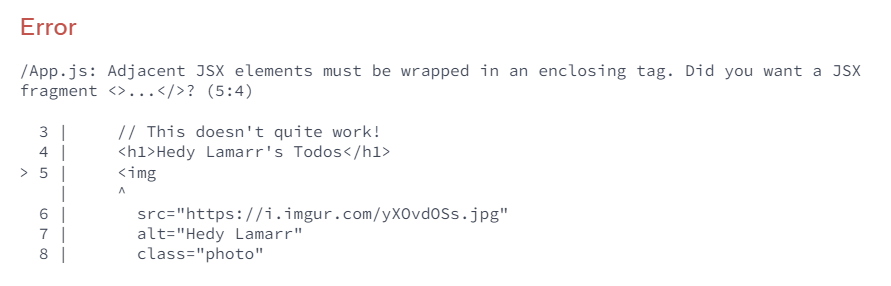 Error
/App.js: Adjacent JSX elements must be wrapped in an enclosing tag. Did you want a JSX
fragment <>...</>? (5:4)
  3 |     // This doesn't quite work!
  4 |     <h1>Hedy Lamarr's Todos</h1>
> 5 |     <img
    |     ^
  6 |       src="https://i.imgur.com/yXOvdOSs.jpg"
  7 |       alt="Hedy Lamarr"
  8 |       class="photo"